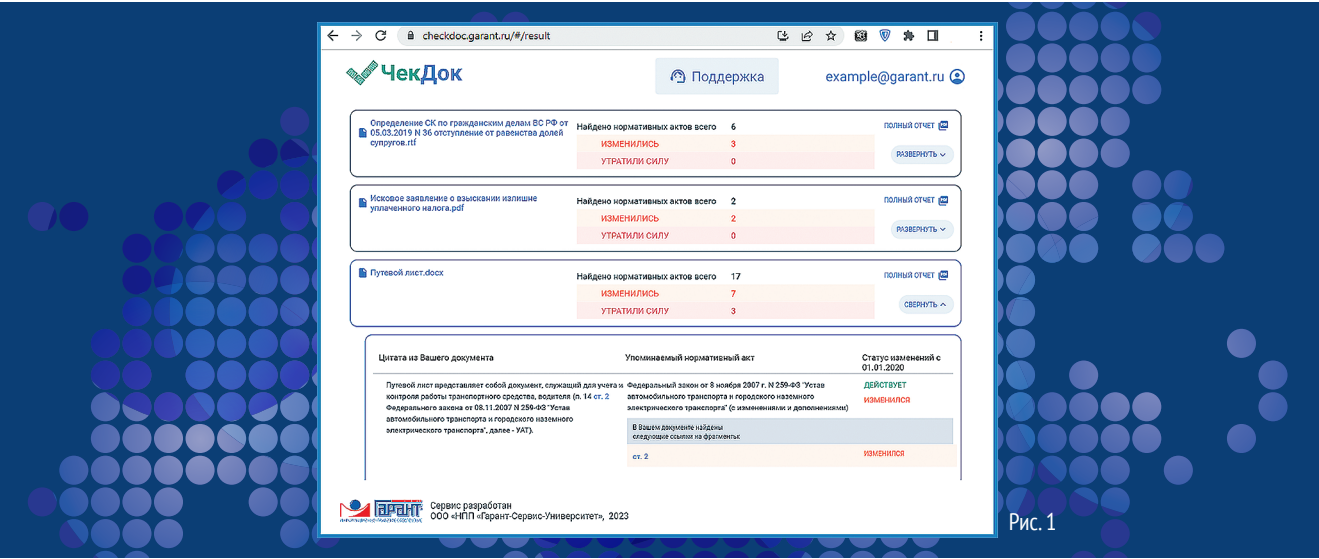 checkdoc.garant.ru/#/result
ЧекДок
Поддержка
example@garant.ru
Определение СК по гражданским делам ВС РФ от
05.03.2019 N 36 отступление от равенства долей
супругов.rtf
Найдено нормативных актов всего 6
ИЗМЕНИЛИСЬ 3
УТРАТИЛИ СИЛУ 0
ПОЛНЫЙ ОТЧЕТ
РАЗВЕРНУТЬ
Исковое заявление о взыскании излишне
уплаченного налога.pdf
Найдено нормативных актов всего 2
ИЗМЕНИЛИСЬ 2
УТРАТИЛИ СИЛУ 0
ПОЛНЫЙ ОТЧЕТ
РАЗВЕРНУТЬ
Путевой лист.docx
Найдено нормативных актов всего 17
ИЗМЕНИЛИСЬ 7
УТРАТИЛИ СИЛУ 3
ПОЛНЫЙ ОТЧЕТ
СВЕРНУТЬ
Цитата из Вашего документа
Упоминаемый нормативный акт
Статус изменений с
01.01.2020
Путевой лист представляет собой документ, служащий для учета и
контроля работы транспортного средства, водителя (п. 14 ст. 2
Федерального закона от 08.11.2007 N 259-ФЗ "Устав
автомобильного транспорта и городского наземного
электрического транспорта", далее - УАТ).
Федеральный закон от 8 ноября 2007 г. N 259-ФЗ "Устав
автомобильного транспорта и городского наземного
электрического транспорта" (с изменениями и дополнениями)
ДЕЙСТВУЕТ
ИЗМЕНИЛСЯ
В Вашем документе найдены
следующие ссылки на фрагменты:
ст. 2
ИЗМЕНИЛСЯ
ГАРАНТ
Сервис разработан
ООО «НПП «Гарант-Сервис-Университет», 2023
Рис. 1